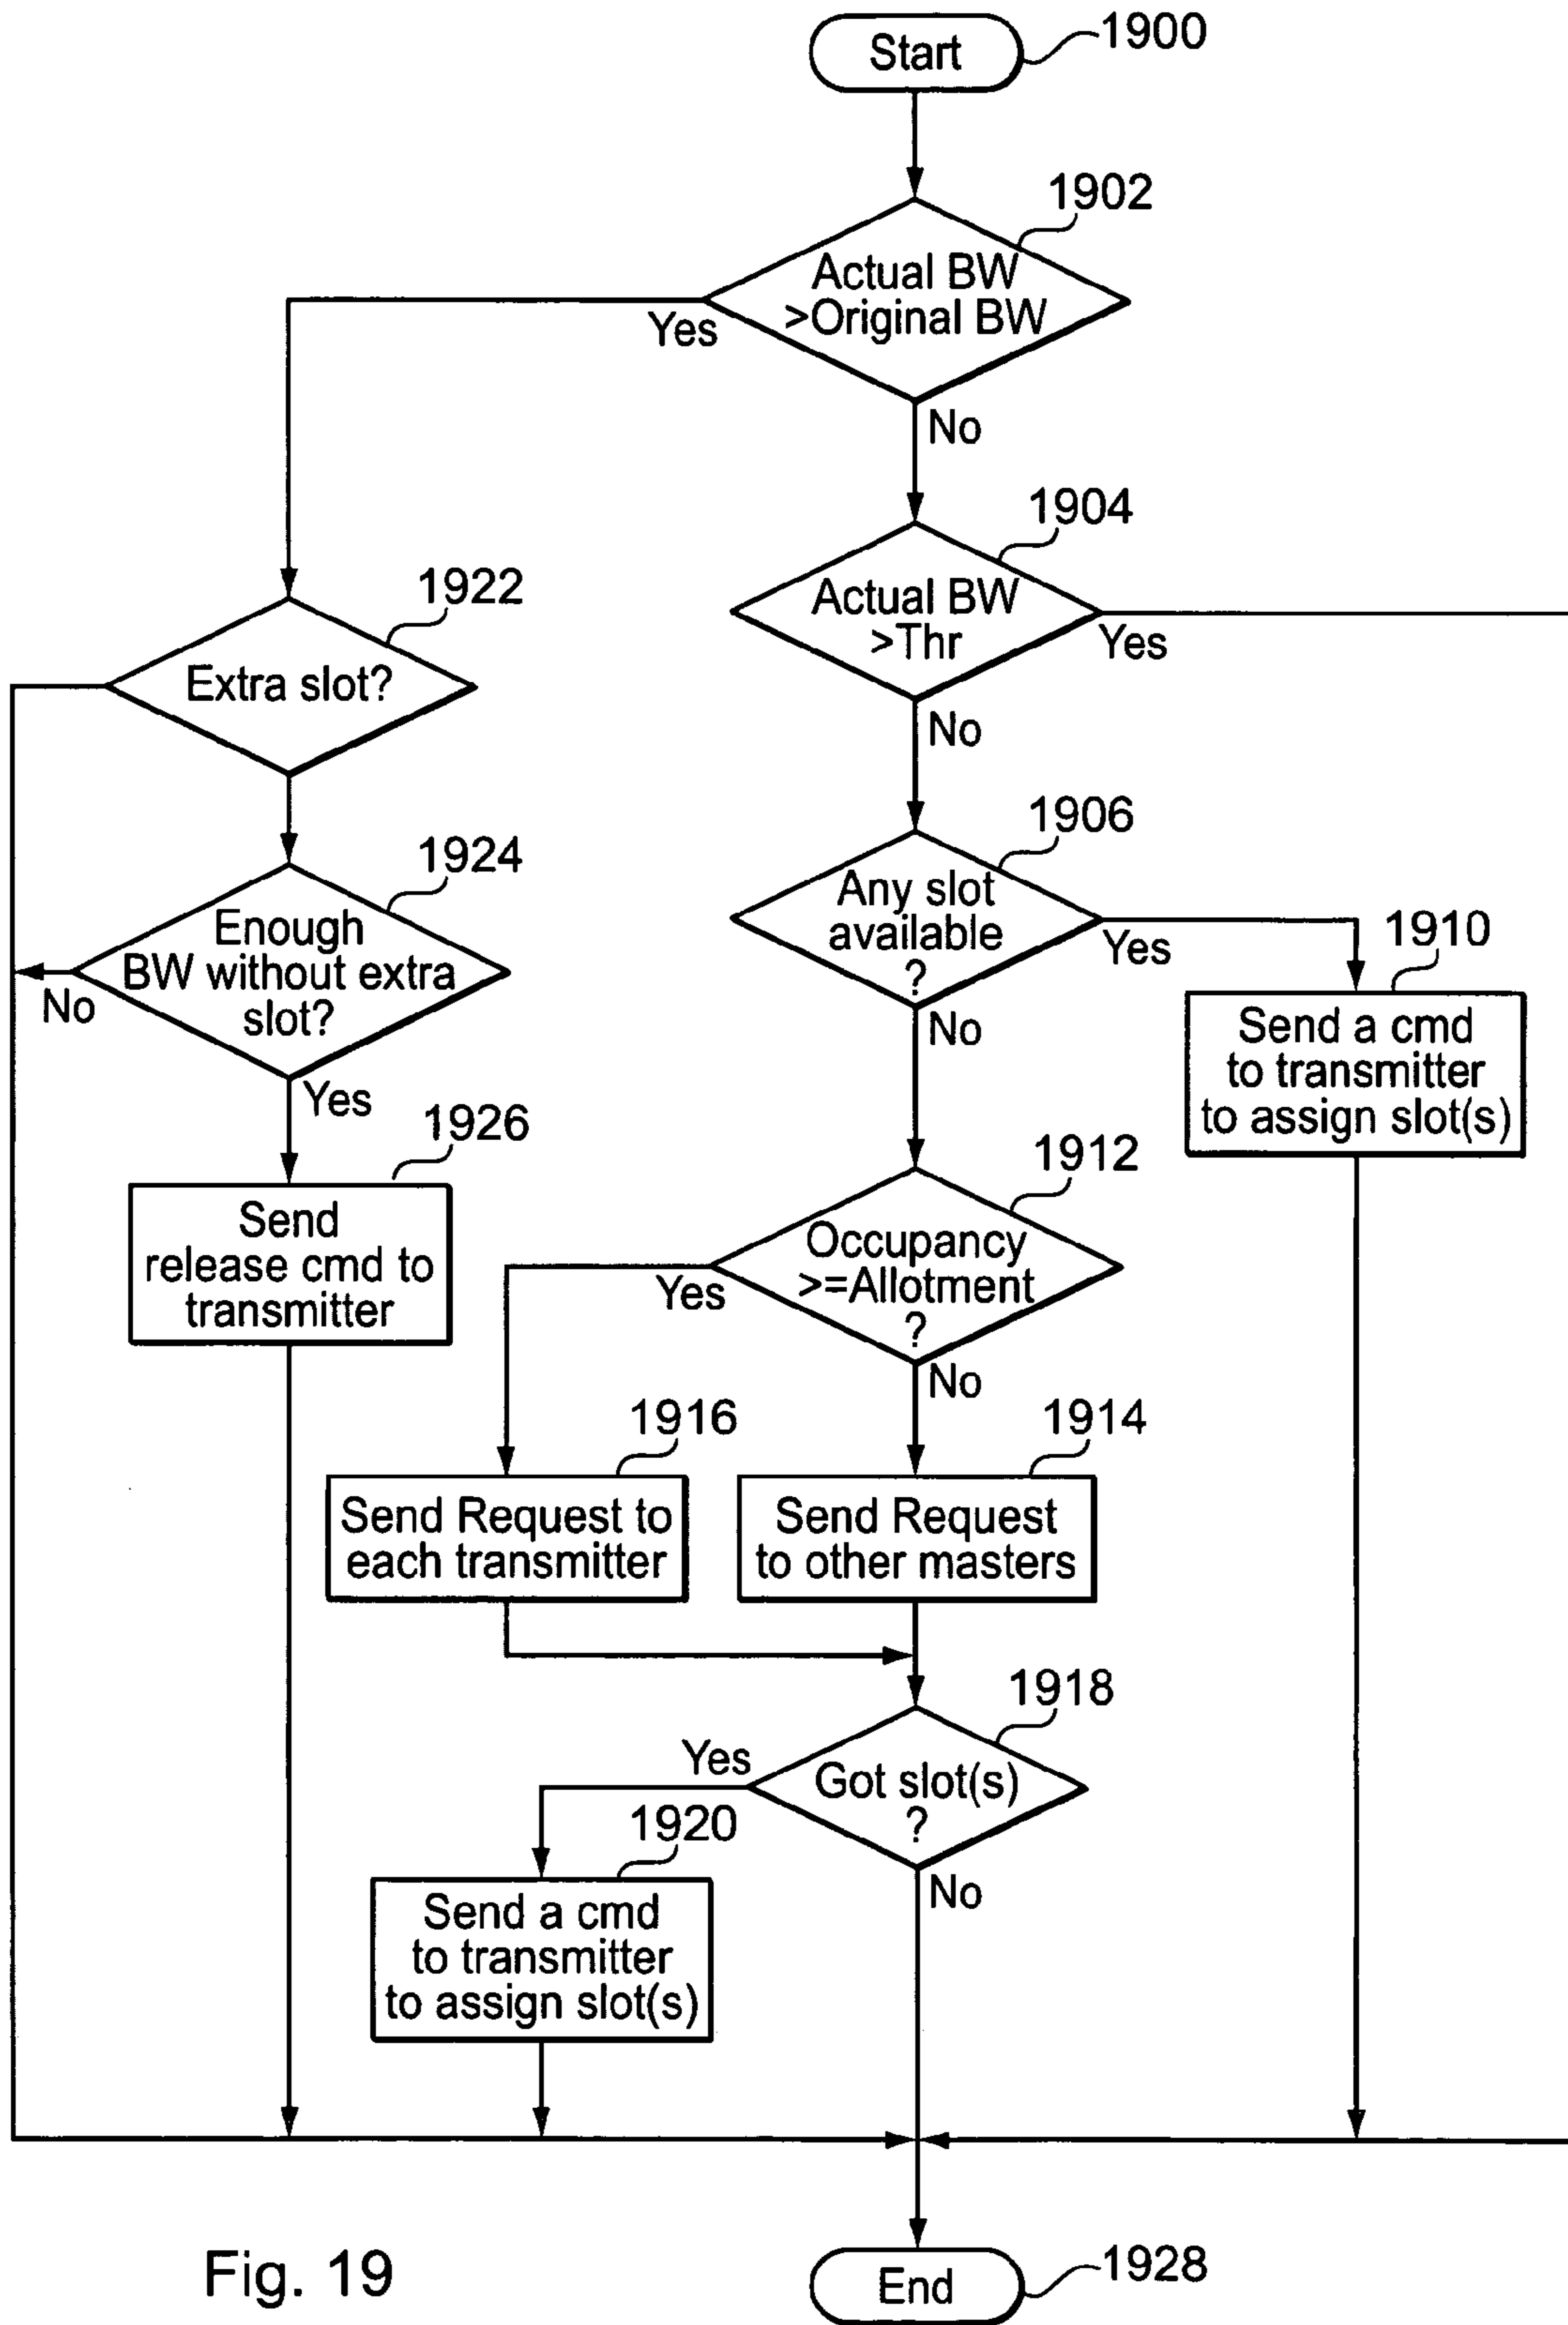 Start
1900
1902
Actual BW
>Original BW
Yes
No
1904
Actual BW
>Thr
Yes
No
1922
Extra slot?
1906
Any slot
available
?
Yes
No
1924
Enough
BW without extra
slot?
No
Yes
1910
Send a cmd
to transmitter
to assign slot(s)
1926
Send
release cmd to
transmitter
1912
Occupancy
>=Allotment
?
Yes
No
1916
Send Request to
each transmitter
1914
Send Request
to other masters
1918
Got slot(s)
?
Yes
No
1920
Send a cmd
to transmitter
to assign slot(s)
End
1928
Fig. 19